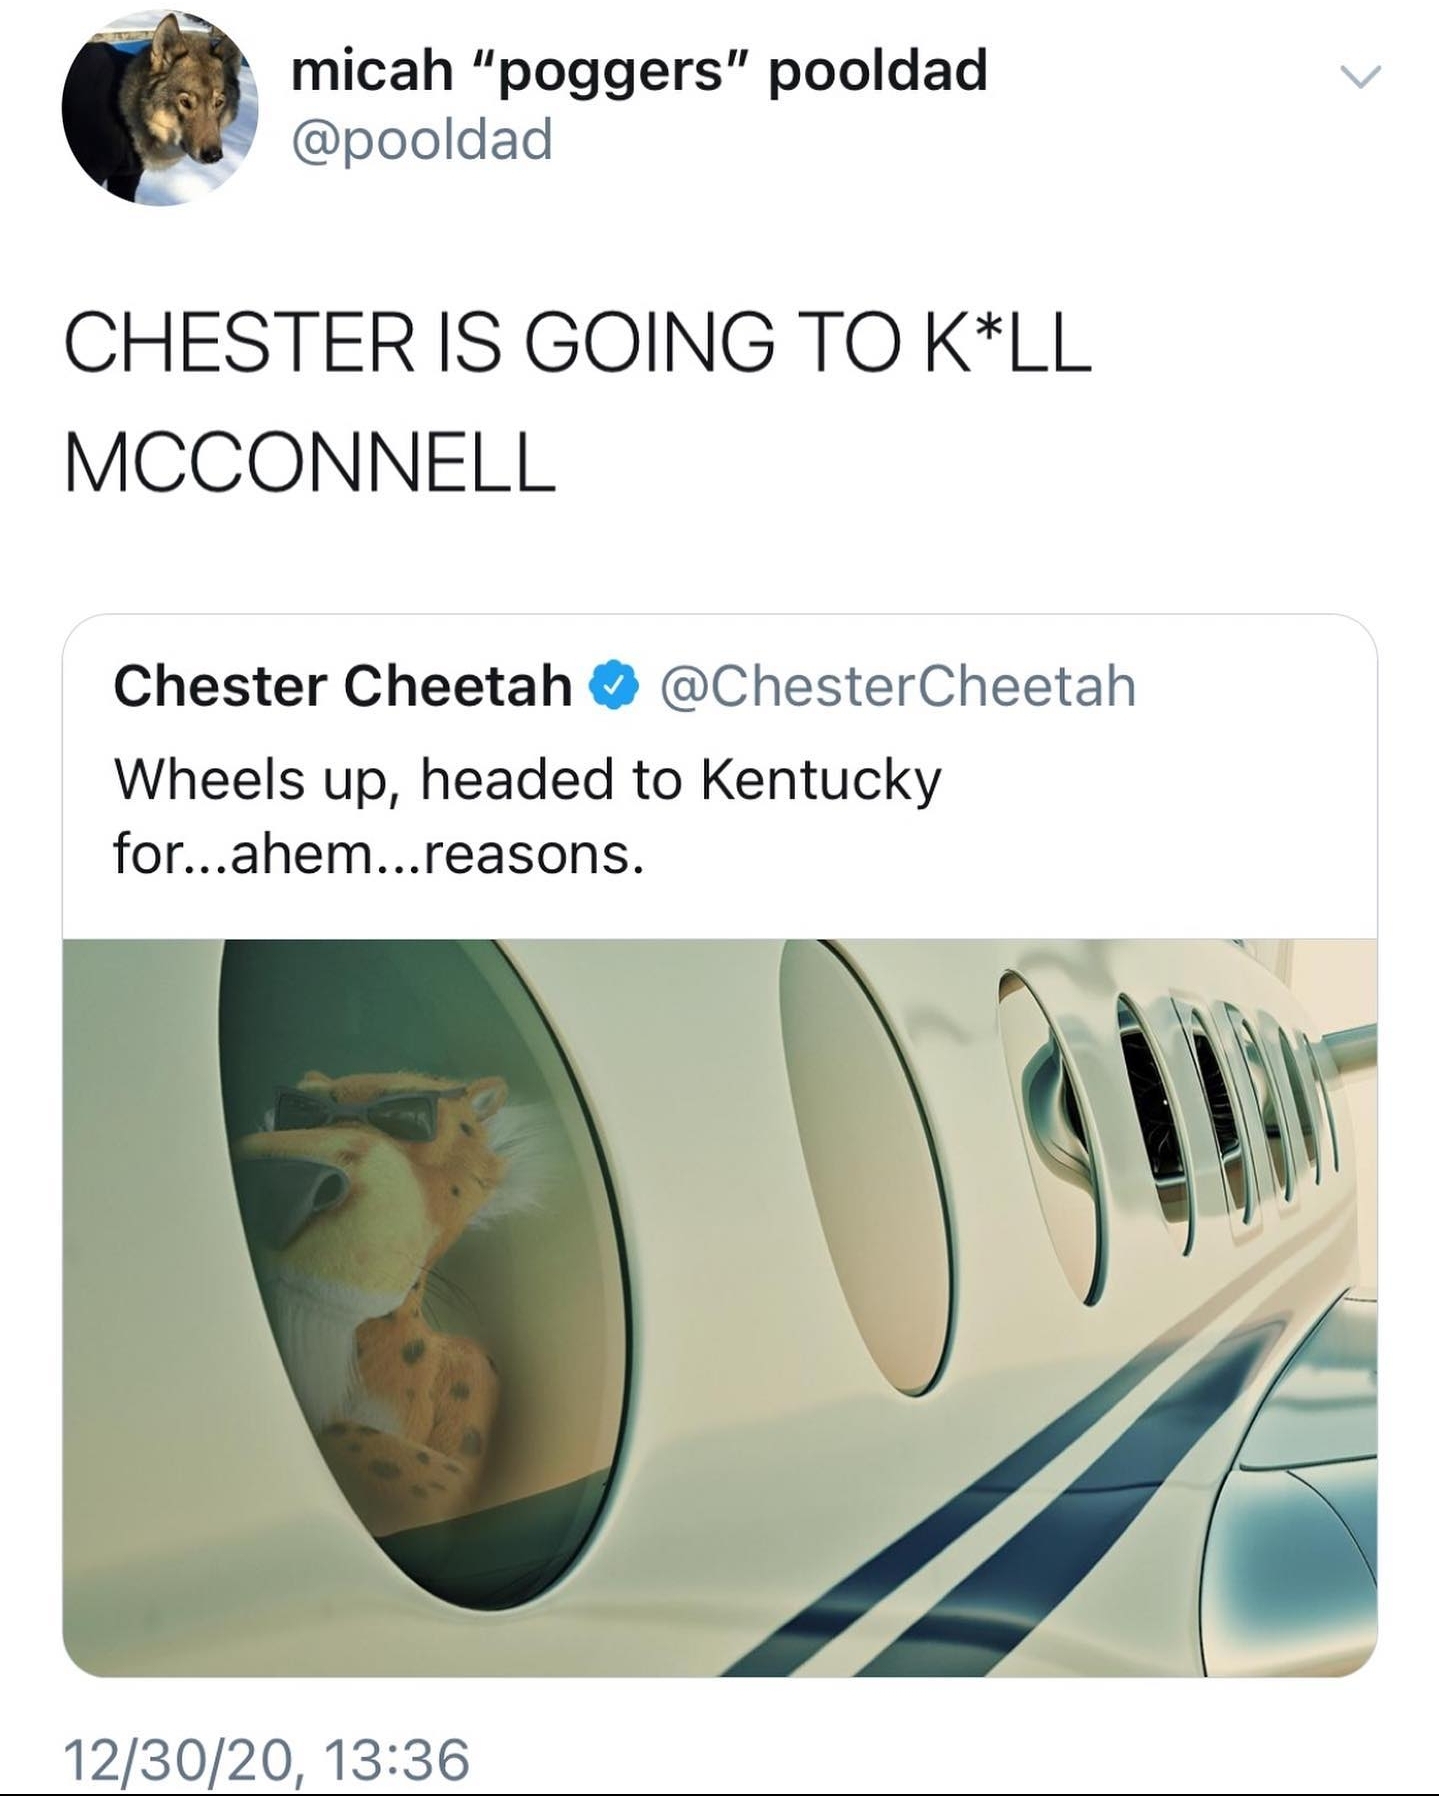 micah “poggers” pooldad
@pooldad
CHESTER IS GOING TO K*LL
MCCONNELL
Chester Cheetah @ChesterCheetah
Wheels up, headed to Kentucky
for...ahem...reasons.
12/30/20, 13:36